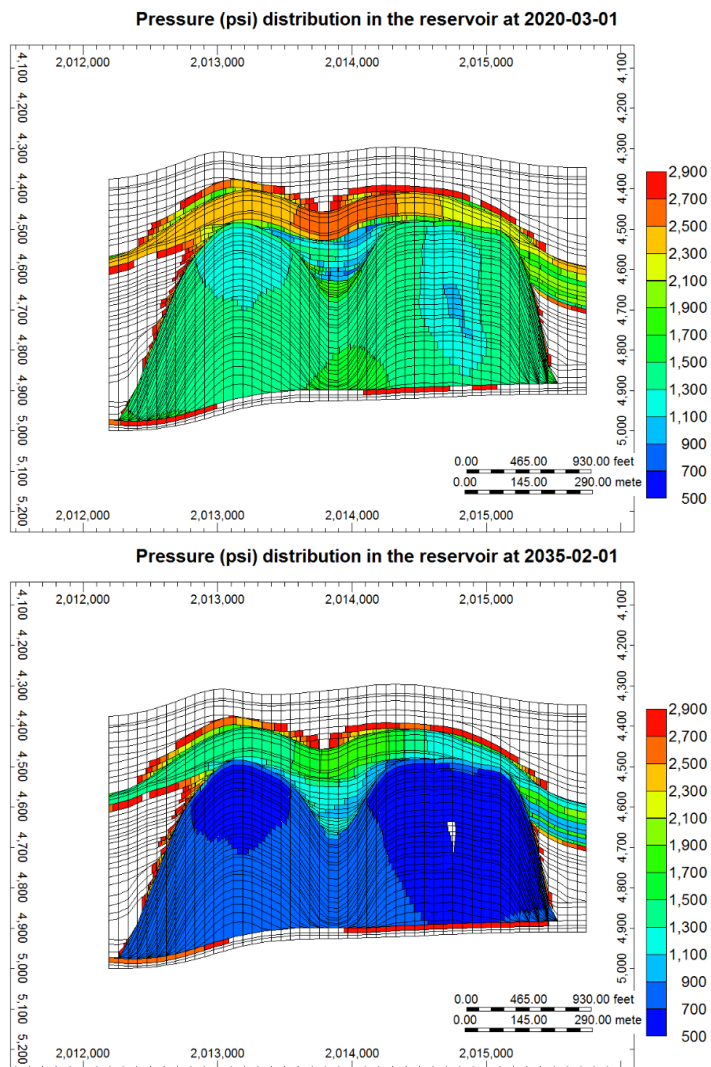 Pressure (psi) distribution in the reservoir at 2020-03-01
2,012,000 2,013,000 2,014,000 2,015,000
4,100 4,200 4,300 4,400 4,500 4,600 4,700 4,800 4,900 5,000 5,100 5,200
4,100 4,200 4,300 4,400 4,500 4,600 4,700 4,800 4,900 5,000
2,900
2,700
2,500
2,300
2,100
1,900
1,700
1,500
1,300
1,100
900
700
500
0.00 465.00 930.00 feet
0.00 145.00 290.00 mete
2,012,000 2,013,000 2,014,000 2,015,000
Pressure (psi) distribution in the reservoir at 2035-02-01
2,012,000 2,013,000 2,014,000 2,015,000
4,100 4,200 4,300 4,400 4,500 4,600 4,700 4,800 4,900 5,000 5,100 5,200
4,100 4,200 4,300 4,400 4,500 4,600 4,700 4,800 4,900 5,000
2,900
2,700
2,500
2,300
2,100
1,900
1,700
1,500
1,300
1,100
900
700
500
0.00 465.00 930.00 feet
0.00 145.00 290.00 mete
2,012,000 2,013,000 2,014,000 2,015,000